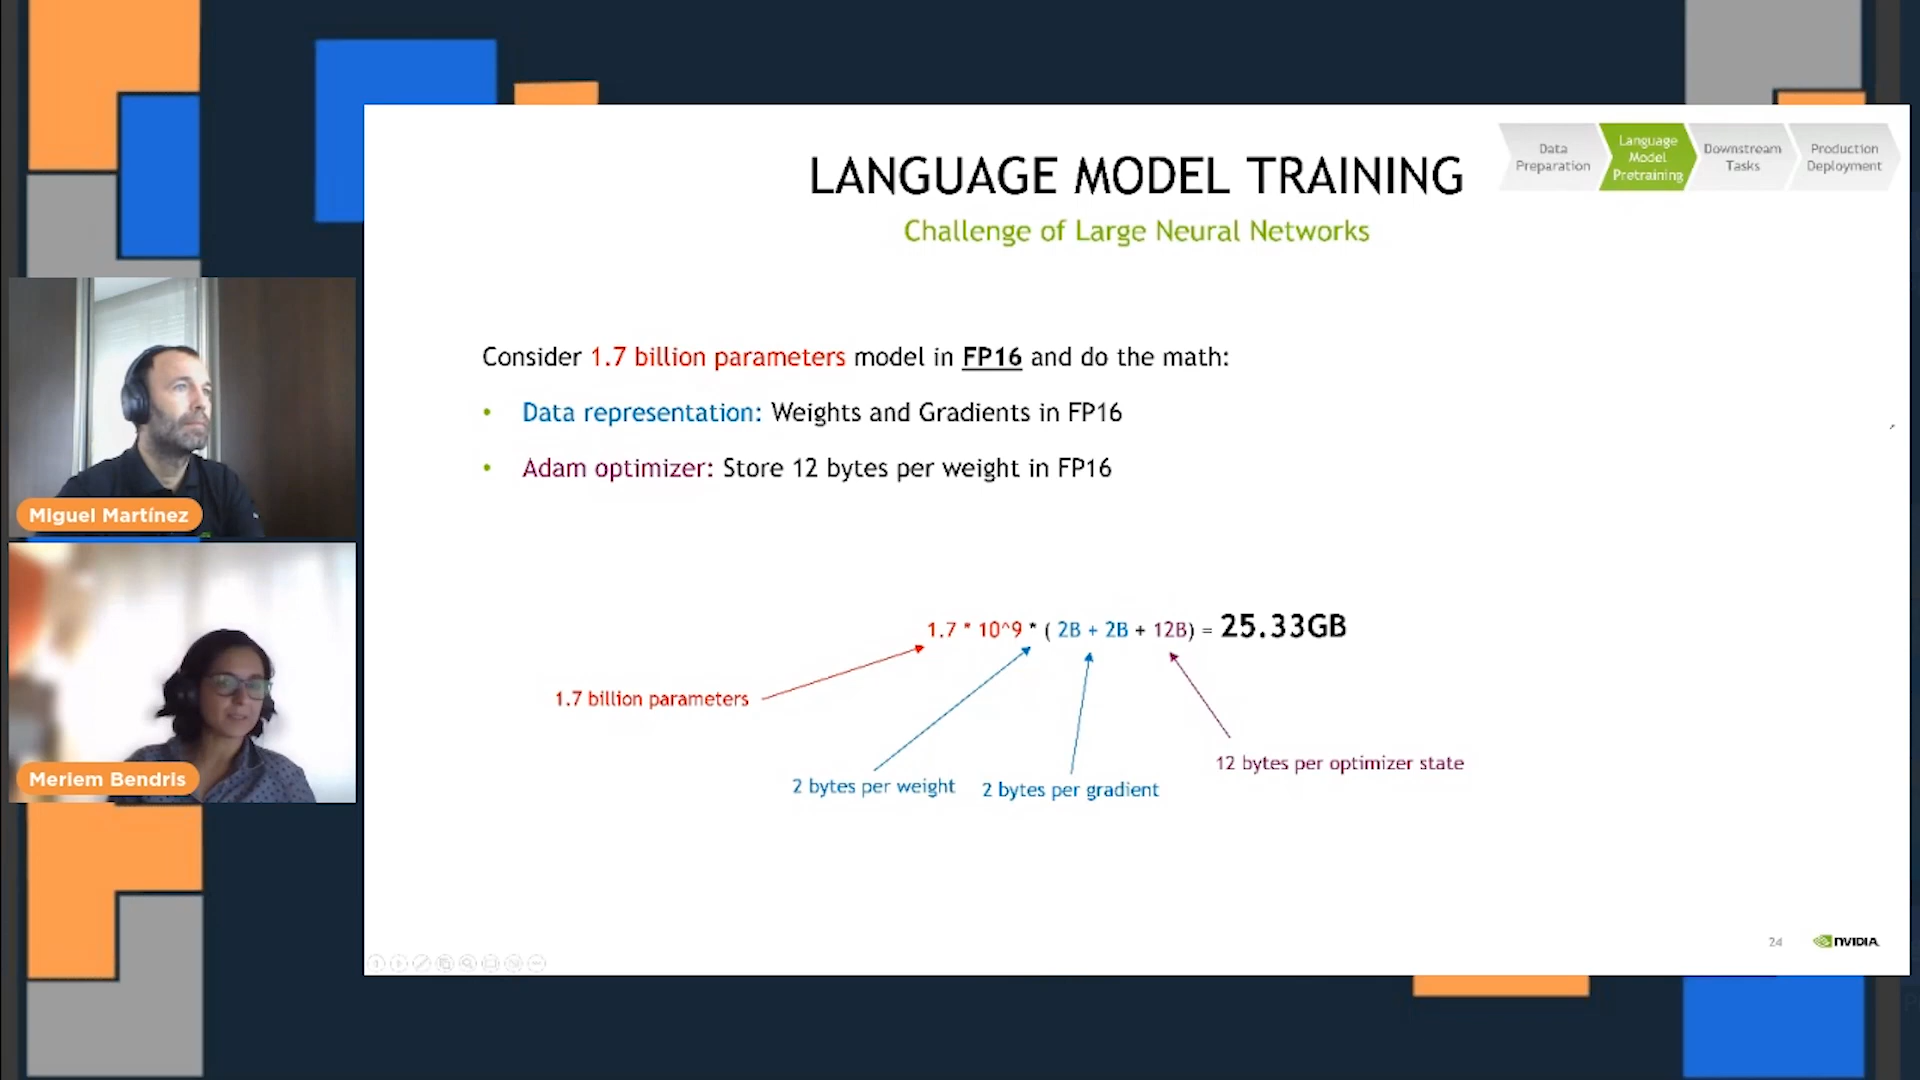 LANGUAGE MODEL TRAINING
Challenge of Large Neural Networks
Data
Preparation
Language
Model
Pretraining
Downstream
Tasks
Production
Deployment
Consider 1.7 billion parameters model in FP16 and do the math:
• Data representation: Weights and Gradients in FP16
• Adam optimizer: Store 12 bytes per weight in FP16
1.7 * 10^9 * ( 2B + 2B + 12B) = 25.33GB
1.7 billion parameters
2 bytes per weight
2 bytes per gradient
12 bytes per optimizer state
Miguel Martínez
Meriem Bendris
24
NVIDIA